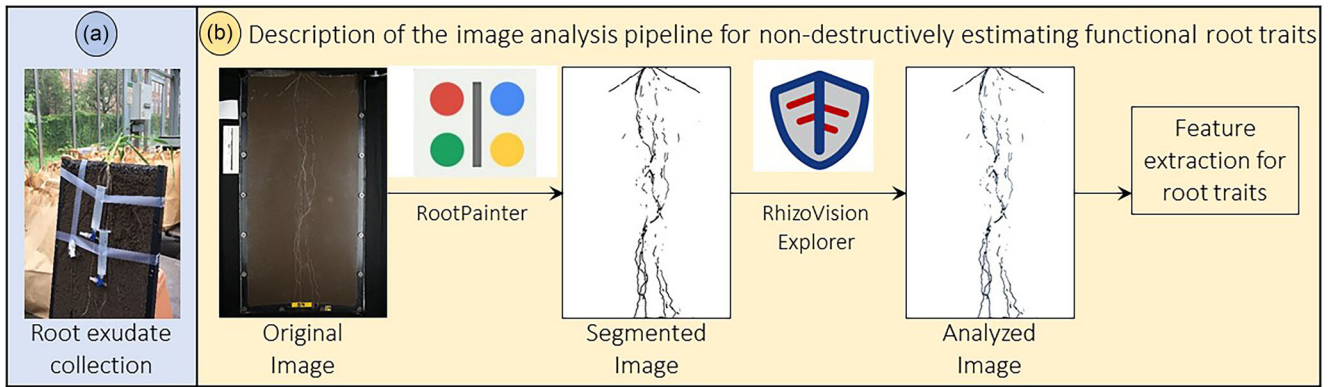 (a)
Root exudate
collection
(b) Description of the image analysis pipeline for non-destructively estimating functional root traits
Original
Image
RootPainter
Segmented
Image
RhizoVision
Explorer
Analyzed
Image
Feature
extraction for
root traits